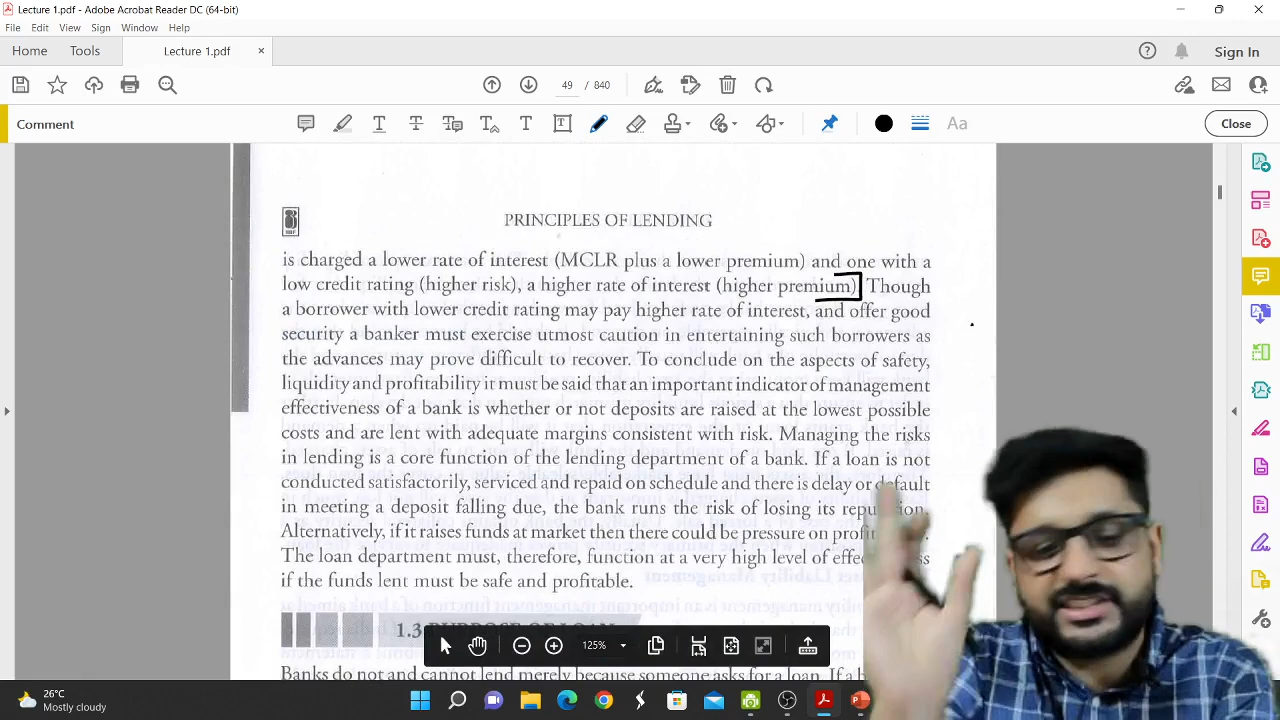 Lecture 1.pdf - Adobe Acrobat Reader DC (64-bit)
File Edit View Sign Window Help
Home Tools Lecture 1.pdf × Sign In
49 / 840
Comment Aa Close
PRINCIPLES OF LENDING
is charged a lower rate of interest (MCLR plus a lower premium) and one with a
low credit rating (higher risk), a higher rate of interest (higher premium) Though
a borrower with lower credit rating may pay higher rate of interest, and offer good
security a banker must exercise utmost caution in entertaining such borrowers as
the advances may prove difficult to recover. To conclude on the aspects of safety,
liquidity and profitability it must be said that an important indicator of management
effectiveness of a bank is whether or not deposits are raised at the lowest possible
costs and are lent with adequate margins consistent with risk. Managing the risks
in lending is a core function of the lending department of a bank. If a loan is not
conducted satisfactorily, serviced and repaid on schedule and there is delay or default
in meeting a deposit falling due, the bank runs the risk of losing its
Alternatively, if it raises funds at market then there could be pressure on
The loan department must, therefore, function at a very high level of
if the funds lent must be safe and profitable.
1.3 PURPOSE OF LOAN
125%
Banks do not and cannot lend merely because someone asks for a loan. If a
26°C
Mostly cloudy